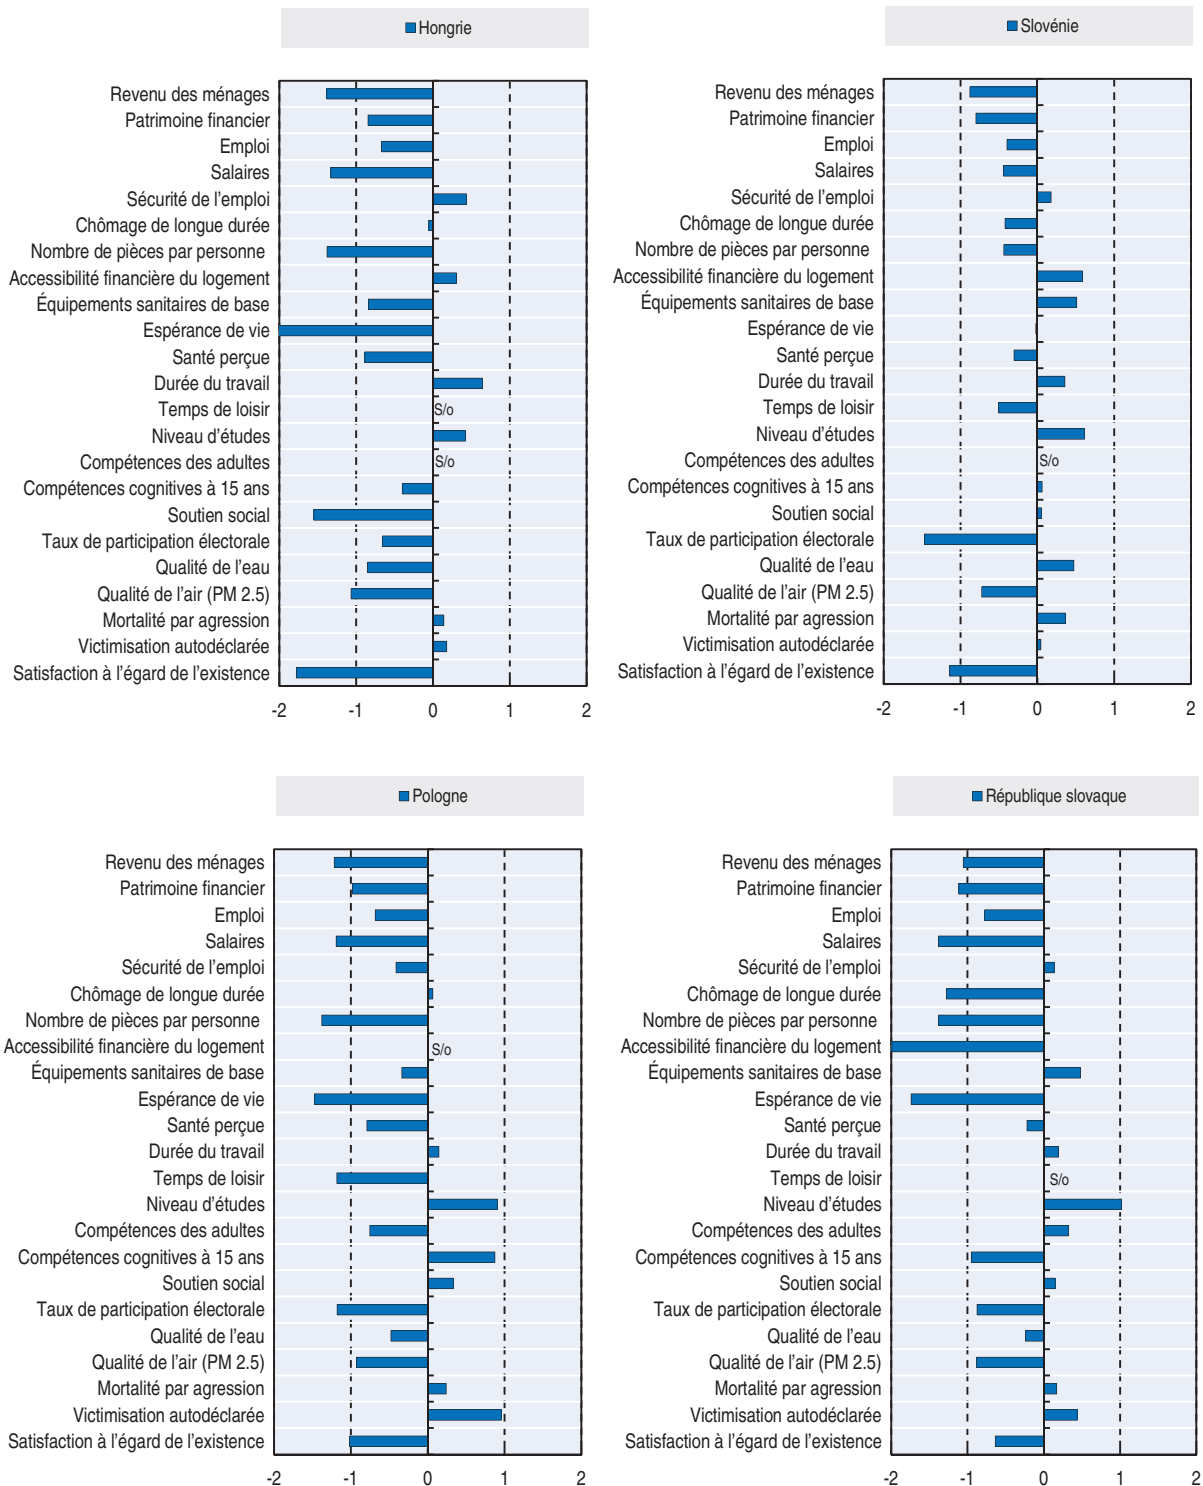 Hongrie
Revenu des ménages
Patrimoine financier
Emploi
Salaires
Sécurité de l'emploi
Chômage de longue durée
Nombre de pièces par personne
Accessibilité financière du logement
Équipements sanitaires de base
Espérance de vie
Santé perçue
Durée du travail
Temps de loisir S/o
Niveau d'études
Compétences des adultes S/o
Compétences cognitives à 15 ans
Soutien social
Taux de participation électorale
Qualité de l'eau
Qualité de l'air (PM 2.5)
Mortalité par agression
Victimisation autodéclarée
Satisfaction à l'égard de l'existence
-2 -1 0 1 2
Slovénie
Revenu des ménages
Patrimoine financier
Emploi
Salaires
Sécurité de l'emploi
Chômage de longue durée
Nombre de pièces par personne
Accessibilité financière du logement
Équipements sanitaires de base
Espérance de vie
Santé perçue
Durée du travail
Temps de loisir
Niveau d'études
Compétences des adultes S/o
Compétences cognitives à 15 ans
Soutien social
Taux de participation électorale
Qualité de l'eau
Qualité de l'air (PM 2.5)
Mortalité par agression
Victimisation autodéclarée
Satisfaction à l'égard de l'existence
-2 -1 0 1 2
Pologne
Revenu des ménages
Patrimoine financier
Emploi
Salaires
Sécurité de l'emploi
Chômage de longue durée
Nombre de pièces par personne
Accessibilité financière du logement S/o
Équipements sanitaires de base
Espérance de vie
Santé perçue
Durée du travail
Temps de loisir
Niveau d'études
Compétences des adultes
Compétences cognitives à 15 ans
Soutien social
Taux de participation électorale
Qualité de l'eau
Qualité de l'air (PM 2.5)
Mortalité par agression
Victimisation autodéclarée
Satisfaction à l'égard de l'existence
-2 -1 0 1 2
République slovaque
Revenu des ménages
Patrimoine financier
Emploi
Salaires
Sécurité de l'emploi
Chômage de longue durée
Nombre de pièces par personne
Accessibilité financière du logement
Équipements sanitaires de base
Espérance de vie
Santé perçue
Durée du travail
Temps de loisir S/o
Niveau d'études
Compétences des adultes
Compétences cognitives à 15 ans
Soutien social
Taux de participation électorale
Qualité de l'eau
Qualité de l'air (PM 2.5)
Mortalité par agression
Victimisation autodéclarée
Satisfaction à l'égard de l'existence
-2 -1 0 1 2